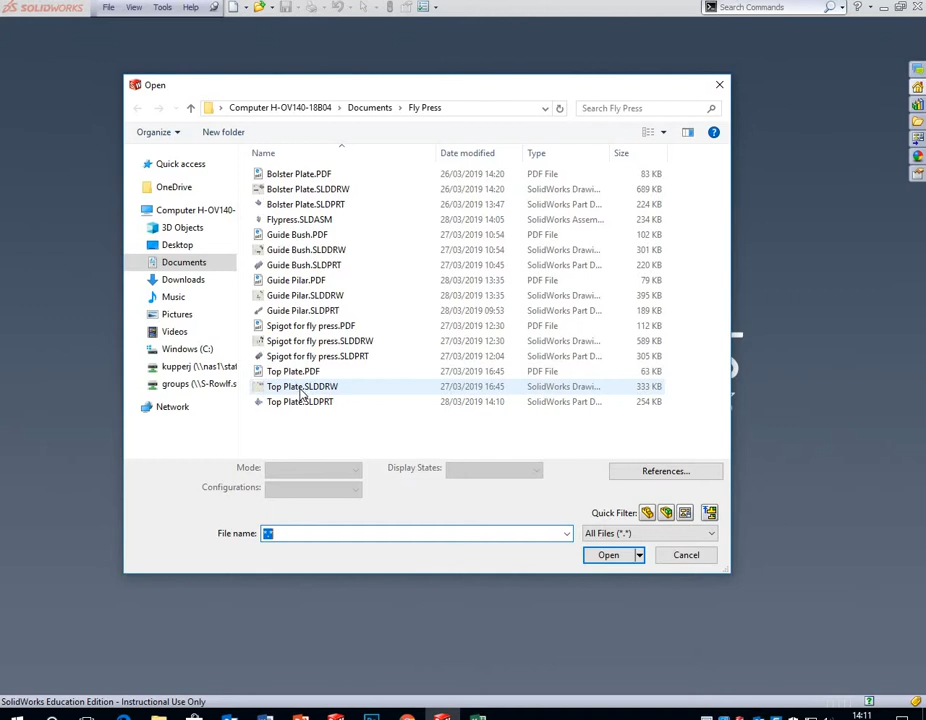 SOLIDWORKS File View Tools Help Search Commands
Open
Computer H-OV140-18B04 Documents Fly Press Search Fly Press
Organize New folder
Name Date modified Type Size
Quick access
OneDrive
Computer H-OV140-
3D Objects
Desktop
Documents
Downloads
Music
Pictures
Videos
Windows (C:)
kupperj (\\nas1\staf
groups (\\S-Rowlf.s
Network
Bolster Plate.PDF 26/03/2019 14:20 PDF File 83 KB
Bolster Plate.SLDDRW 26/03/2019 14:20 SolidWorks Drawi... 689 KB
Bolster Plate.SLDPRT 26/03/2019 13:47 SolidWorks Part D... 224 KB
Flypress.SLDASM 28/03/2019 14:05 SolidWorks Assem... 234 KB
Guide Bush.PDF 27/03/2019 10:54 PDF File 102 KB
Guide Bush.SLDDRW 27/03/2019 10:54 SolidWorks Drawi... 301 KB
Guide Bush.SLDPRT 27/03/2019 10:45 SolidWorks Part D... 220 KB
Guide Pilar.PDF 28/03/2019 13:35 PDF File 79 KB
Guide Pilar.SLDDRW 28/03/2019 13:35 SolidWorks Drawi... 395 KB
Guide Pilar.SLDPRT 28/03/2019 09:53 SolidWorks Part D... 189 KB
Spigot for fly press.PDF 27/03/2019 12:30 PDF File 112 KB
Spigot for fly press.SLDDRW 27/03/2019 12:30 SolidWorks Drawi... 589 KB
Spigot for fly press.SLDPRT 27/03/2019 12:04 SolidWorks Part D... 305 KB
Top Plate.PDF 27/03/2019 16:45 PDF File 63 KB
Top Plate.SLDDRW 27/03/2019 16:45 SolidWorks Drawi... 333 KB
Top Plate.SLDPRT 28/03/2019 14:10 SolidWorks Part D... 254 KB
Mode: Display States: References...
Configurations:
Quick Filter:
File name: All Files (*.*)
Open Cancel
SolidWorks Education Edition - Instructional Use Only
14:11